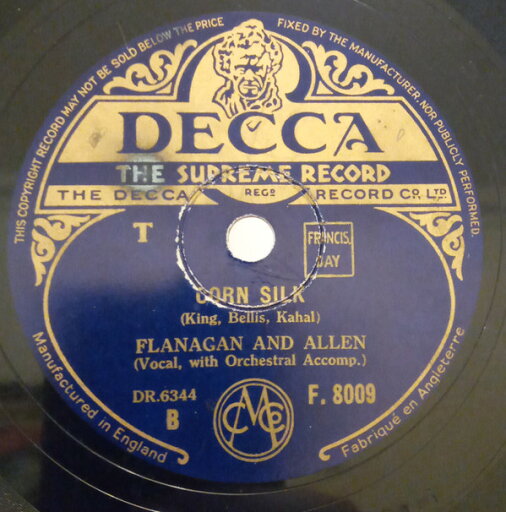 THIS COPYRIGHT RECORD MAY NOT BE SOLD BELOW THE PRICE FIXED BY THE MANUFACTURER, NOR PUBLICLY PERFORMED.
DECCA
THE SUPREME RECORD
THE DECCA REGD RECORD CO. LTD.
T
FRANCIS, DAY
CORN SILK
(King, Bellis, Kahal)
FLANAGAN AND ALLEN
(Vocal, with Orchestral Accomp.)
DR.6344
B
MCCC
F. 8009
Manufactured in England
Fabriqué en Angleterre